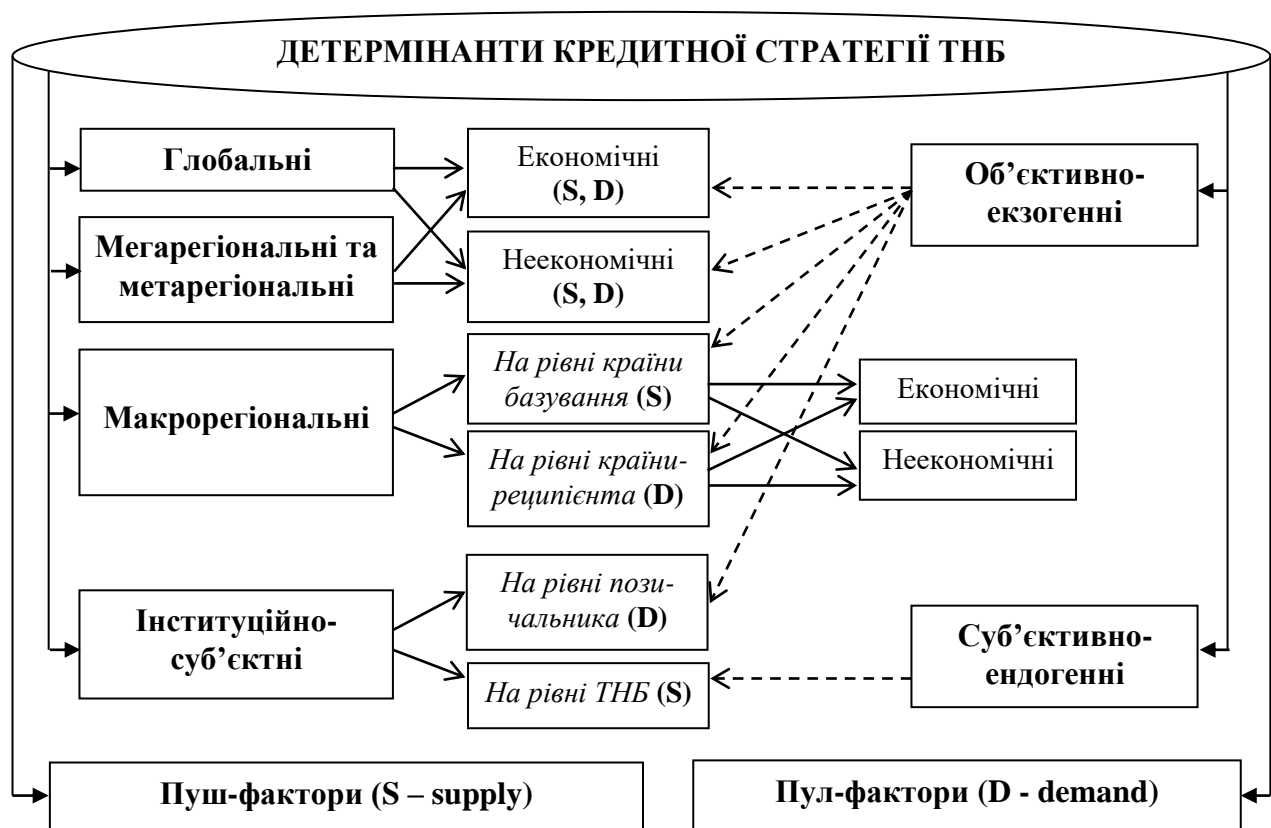 ДЕТЕРМІНАНТИ КРЕДИТНОЇ СТРАТЕГІЇ ТНБ
Глобальні
Мегарегіональні та
метарегіональні
Макрорегіональні
Інституційно-
суб’єктні
Економічні
(S, D)
Неекономічні
(S, D)
На рівні країни
базування (S)
На рівні країни-
реципієнта (D)
На рівні пози-
чальника (D)
На рівні ТНБ (S)
Економічні
Неекономічні
Об’єктивно-
екзогенні
Суб’єктивно-
ендогенні
Пуш-фактори (S – supply)
Пул-фактори (D - demand)